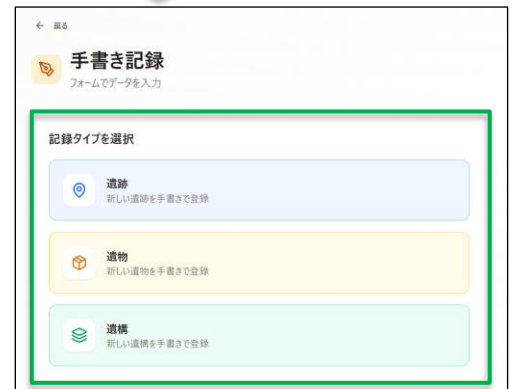 ← 戻る
手書き記録
フォームでデータを入力
記録タイプを選択
遺跡
新しい遺跡を手書きで登録
遺物
新しい遺物を手書きで登録
遺構
新しい遺構を手書きで登録